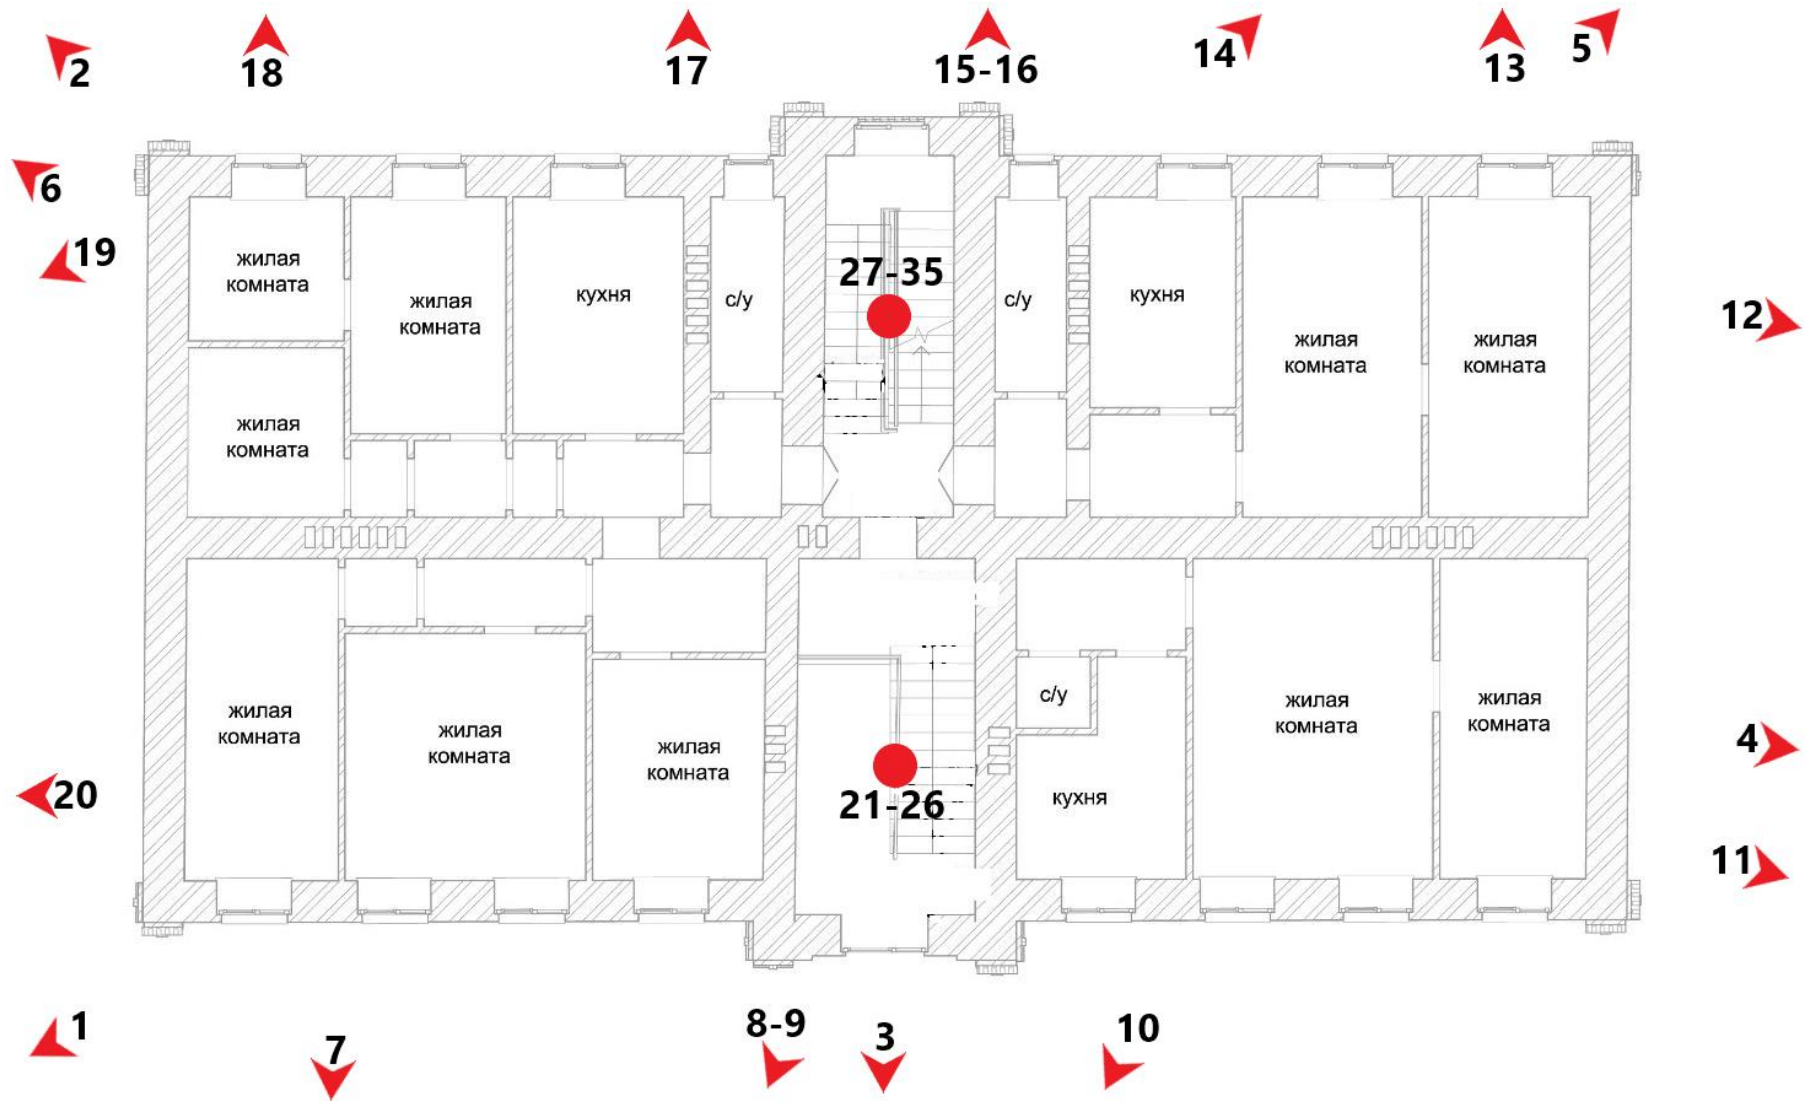 2
18
17
15-16
14
13
5
6
19
12
27-35
жилая
комната
жилая
комната
кухня
с/у
с/у
кухня
жилая
комната
жилая
комната
жилая
комната
жилая
комната
жилая
комната
жилая
комната
с/у
кухня
жилая
комната
жилая
комната
4
20
21-26
11
1
7
8-9
3
10